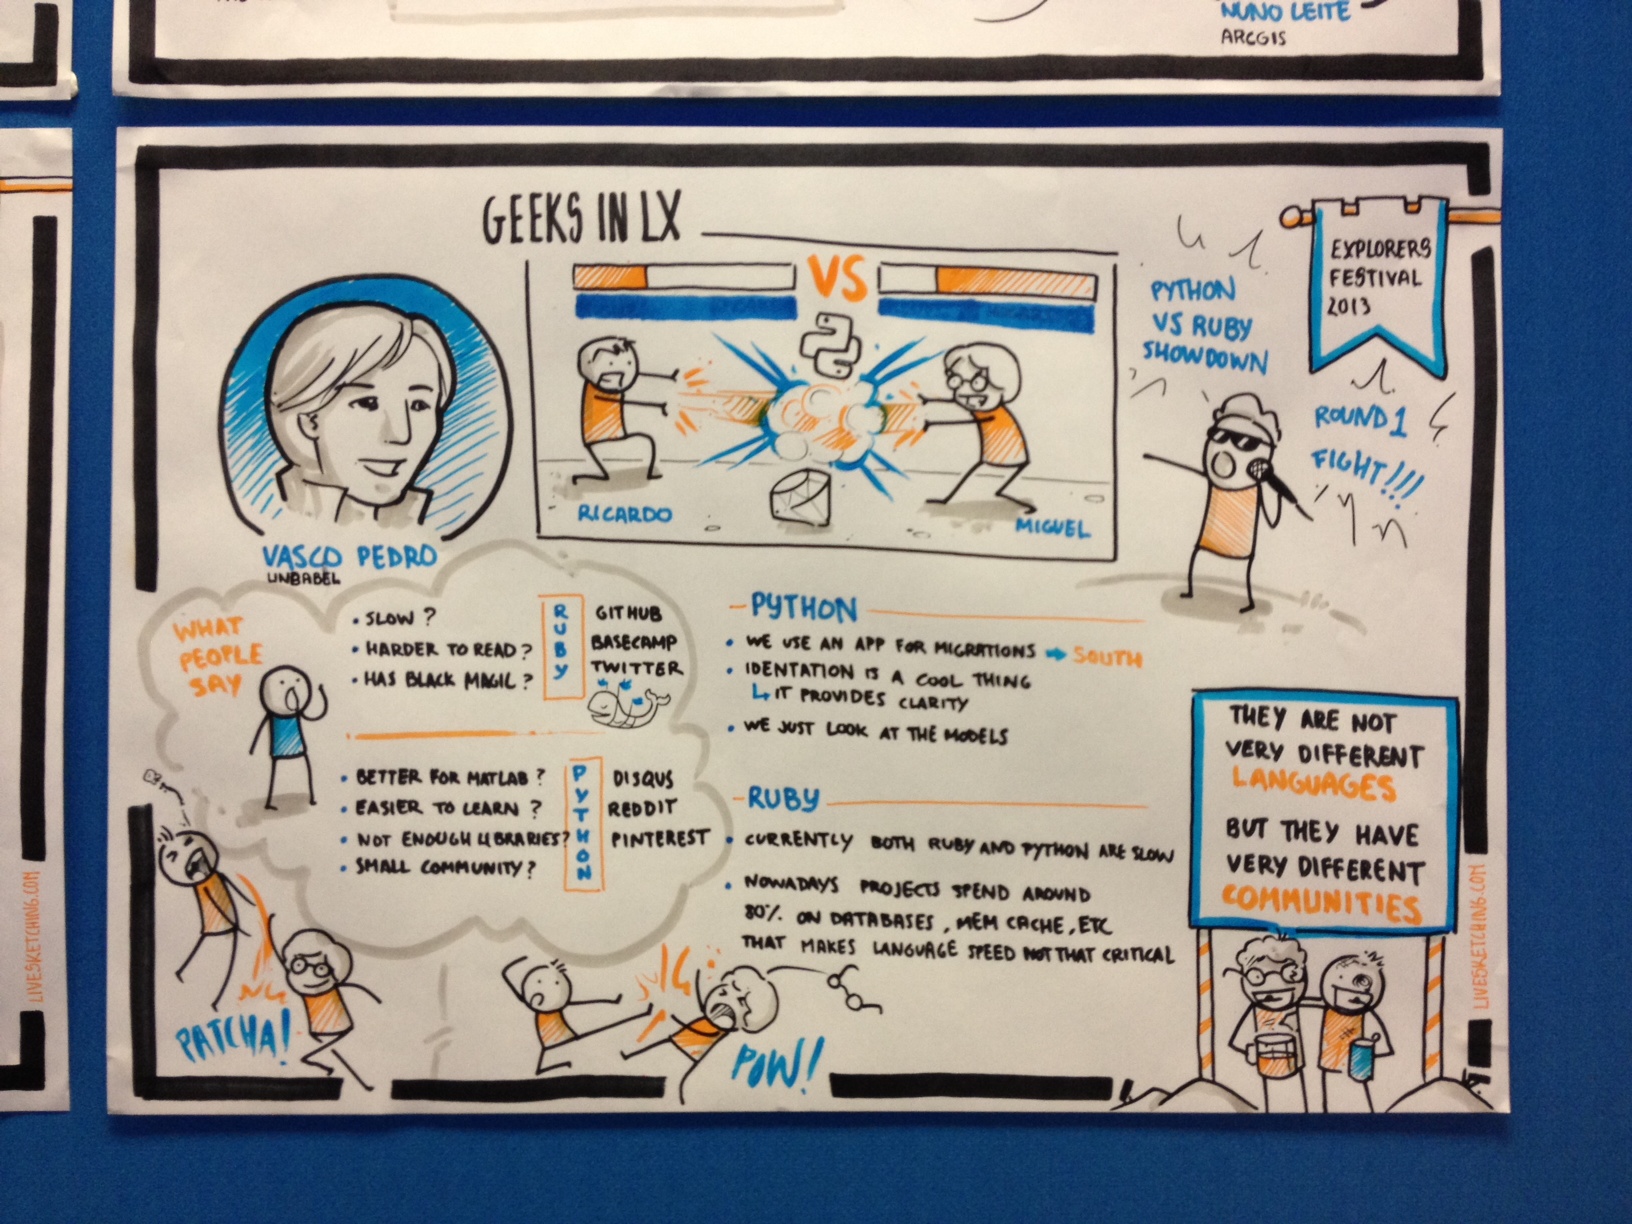 NUNO LEITE
ARCGIS
GEEKS IN LX
VS
EXPLORERS
FESTIVAL
2013
PYTHON
VS RUBY
SHOWDOWN
ROUND 1
FIGHT!!!
RICARDO
MIGUEL
VASCO PEDRO
UNBABEL
WHAT
PEOPLE
SAY
• SLOW?
• HARDER TO READ?
• HAS BLACK MAGIC?
RUBY
GITHUB
BASECAMP
TWITTER
• BETTER FOR MATLAB?
• EASIER TO LEARN?
• NOT ENOUGH LIBRARIES?
• SMALL COMMUNITY?
PYTHON
DISQUS
REDDIT
PINTEREST
PYTHON
• WE USE AN APP FOR MIGRATIONS → SOUTH
• IDENTATION IS A COOL THING
↳ IT PROVIDES CLARITY
• WE JUST LOOK AT THE MODELS
RUBY
• CURRENTLY BOTH RUBY AND PYTHON ARE SLOW
• NOWADAYS PROJECTS SPEND AROUND
80% ON DATABASES, MEM CACHE, ETC
THAT MAKES LANGUAGE SPEED NOT THAT CRITICAL
THEY ARE NOT
VERY DIFFERENT
LANGUAGES
BUT THEY HAVE
VERY DIFFERENT
COMMUNITIES
PATCHA!
POW!
LIVESKETCHING.COM
LIVESKETCHING.COM